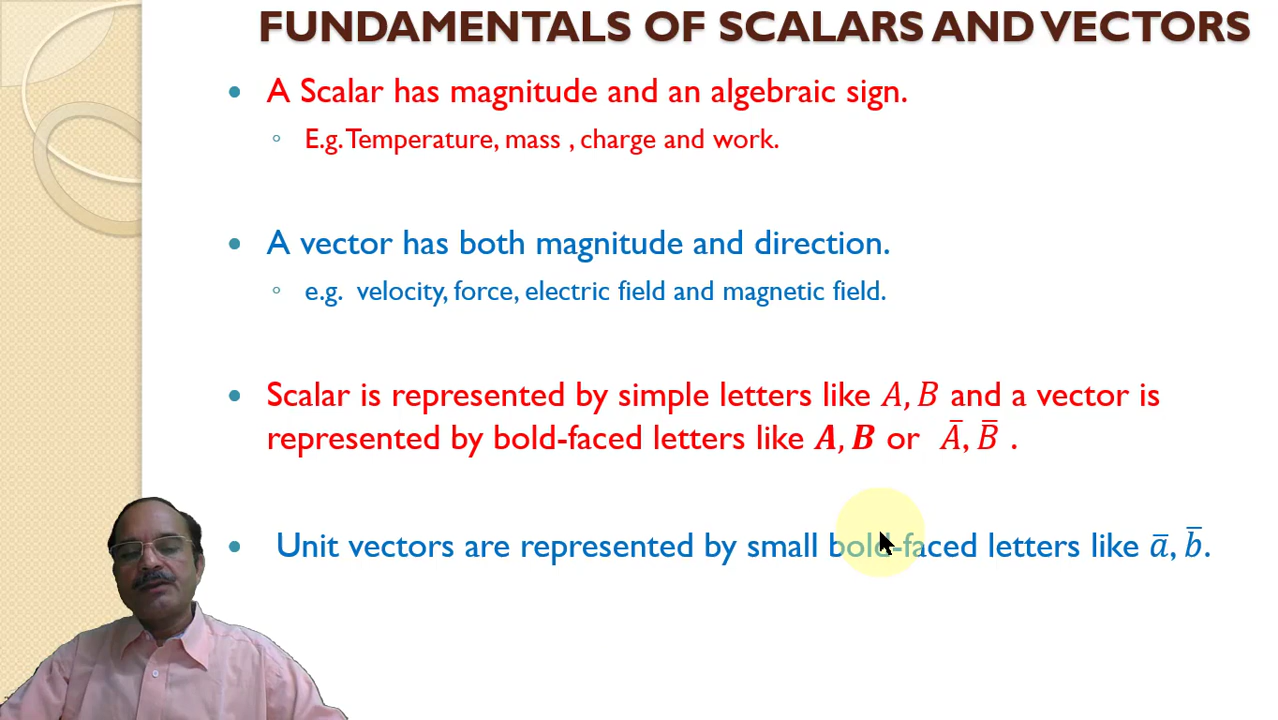 FUNDAMENTALS OF SCALARS AND VECTORS
• A Scalar has magnitude and an algebraic sign.
◦ E.g. Temperature, mass , charge and work.
• A vector has both magnitude and direction.
◦ e.g. velocity, force, electric field and magnetic field.
• Scalar is represented by simple letters like A, B and a vector is
represented by bold-faced letters like A, B or A̅, B̅ .
• Unit vectors are represented by small bold-faced letters like a̅, b̅.